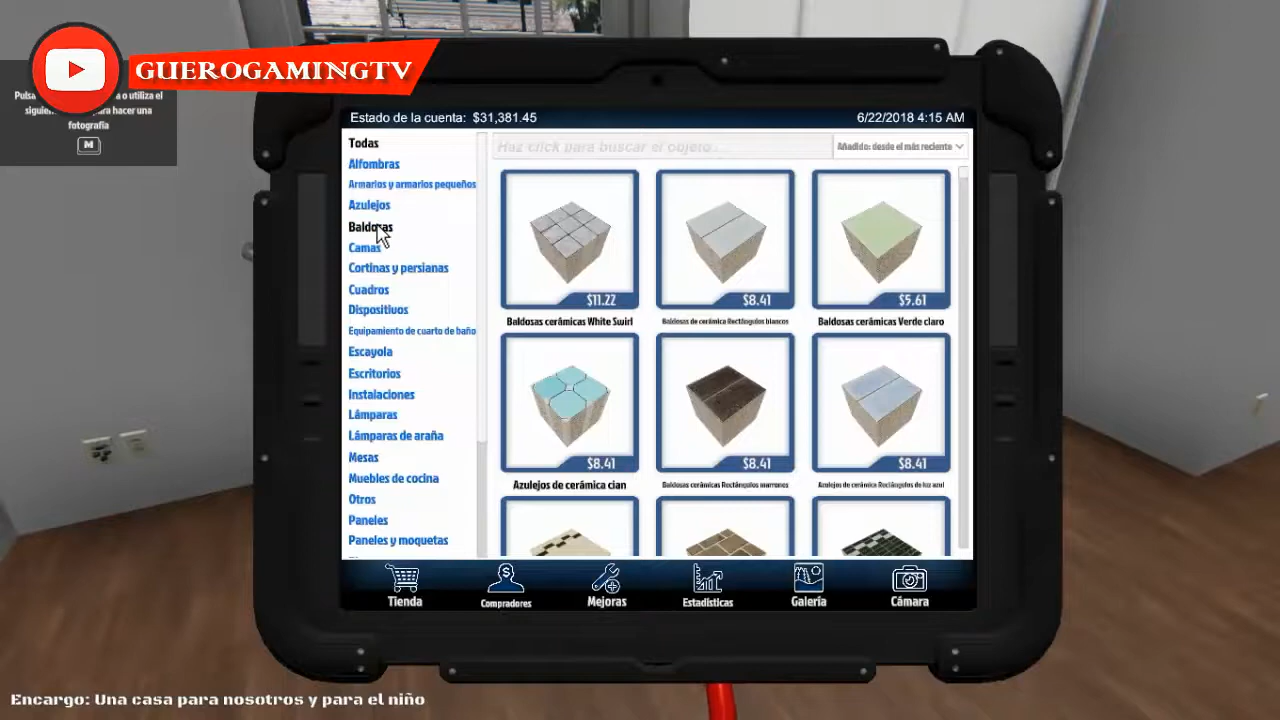 GUEROGAMINGTV
Pulsa
o utiliza el
siguien
para hacer una
fotografía
M
Estado de la cuenta: $31,381.45
6/22/2018 4:15 AM
Todas
Alfombras
Armarios y armarios pequeños
Azulejos
Baldosas
Camas
Cortinas y persianas
Cuadros
Dispositivos
Equipamiento de cuarto de baño
Escayola
Escritorios
Instalaciones
Lámparas
Lámparas de araña
Mesas
Muebles de cocina
Otros
Paneles
Paneles y moquetas
Haz click para buscar el objeto ...
Añadido: desde el más reciente
$11.22
$8.41
$5.61
Baldosas cerámicas White Swirl
Baldosas de cerámica Rectángulos blancos
Baldosas cerámicas Verde claro
$8.41
$8.41
$8.41
Azulejos de cerámica cian
Baldosas cerámicas Rectángulos marrones
Azulejos de cerámica Rectángulos de luz azul
Tienda
Compradores
Mejoras
Estadísticas
Galería
Cámara
Encargo: Una casa para nosotros y para el niño